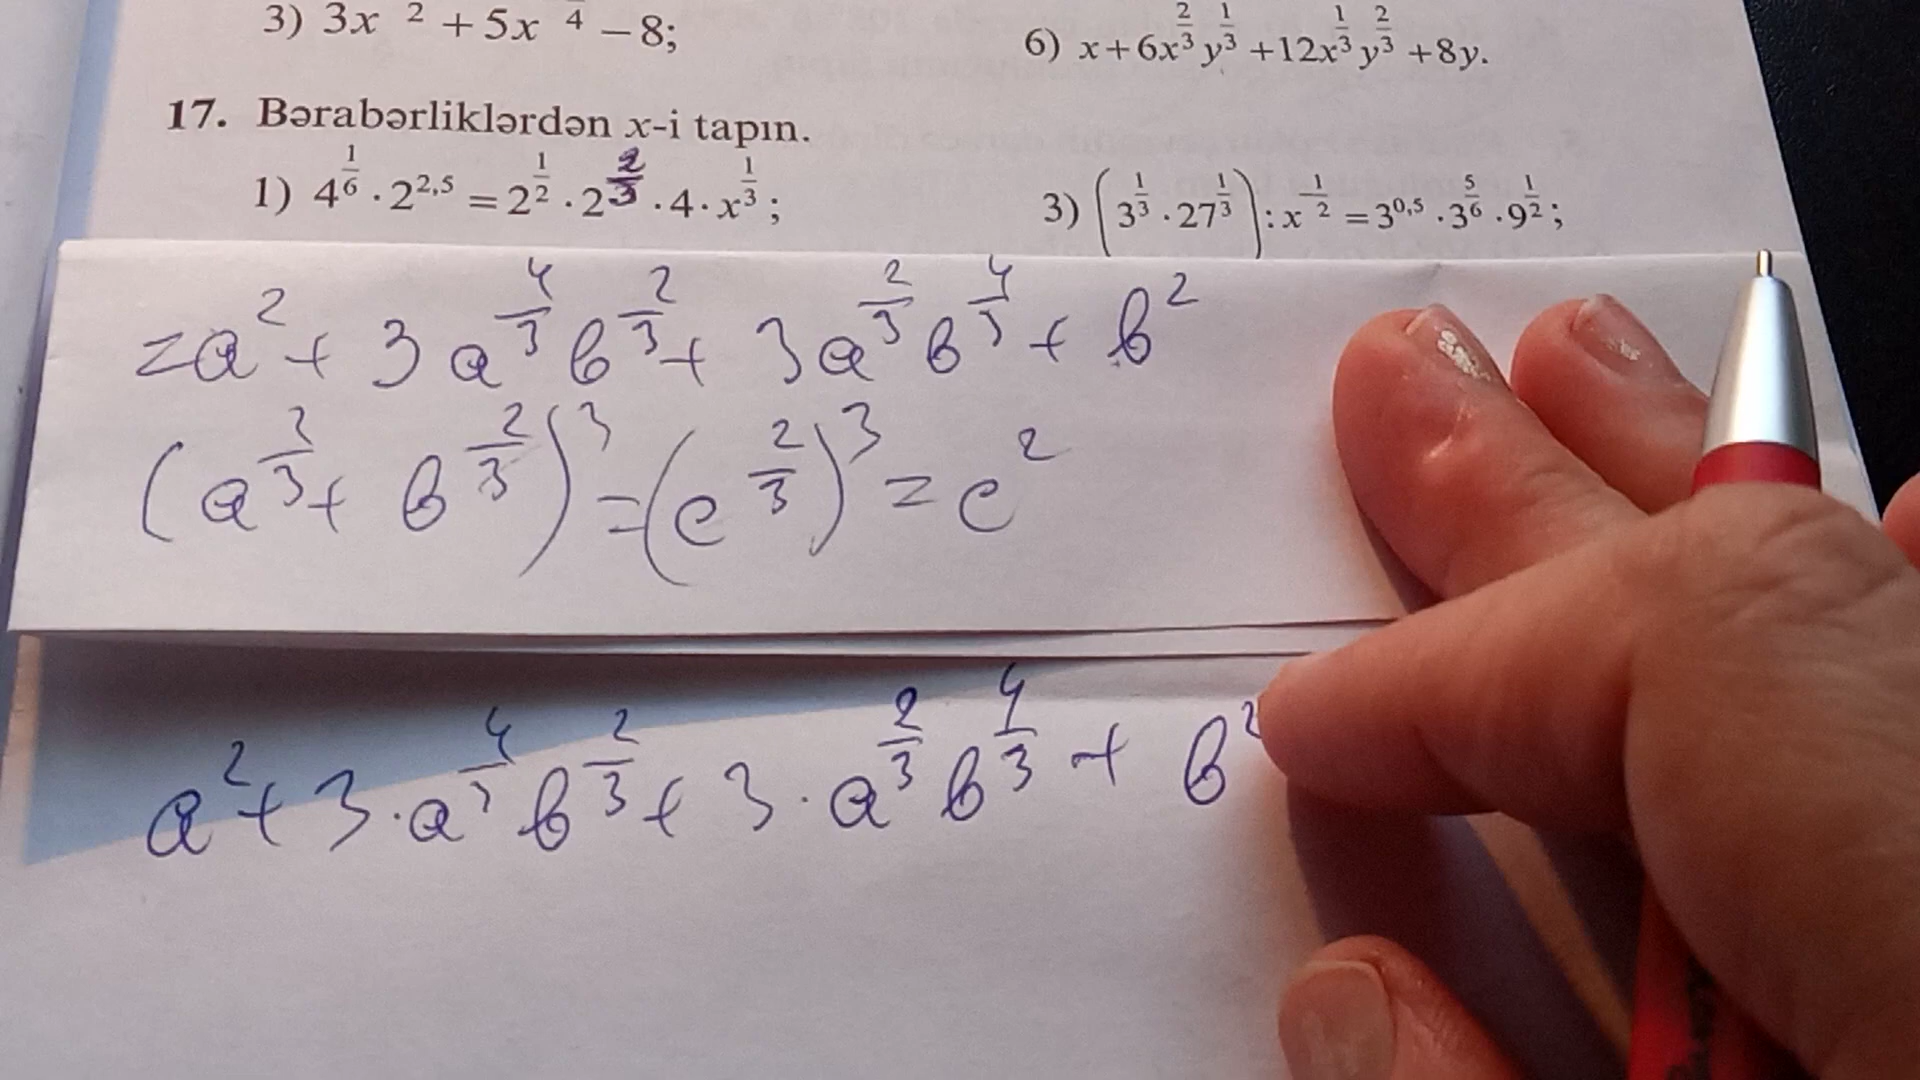 3) 3x^2 + 5x^4 − 8;
6) x + 6x^(2/3) y^(1/3) + 12x^(1/3) y^(2/3) + 8y.
17. Bərabərliklərdən x-i tapın.
1) 4^(1/6) · 2^(2,5) = 2^(1/2) · 2^(2/3) · 4 · x^(1/3);
3) (3^(1/3) · 27^(1/3)) : x^(−1/2) = 3^(0,5) · 3^(5/6) · 9^(1/2);
= a^2 + 3 a^(4/3) b^(2/3) + 3 a^(2/3) b^(4/3) + b^2
(a^(2/3) + b^(2/3))^3 = (c^(2/3))^3 = c^2
a^2 + 3 · a^(4/3) b^(2/3) + 3 · a^(2/3) b^(4/3) + b^2